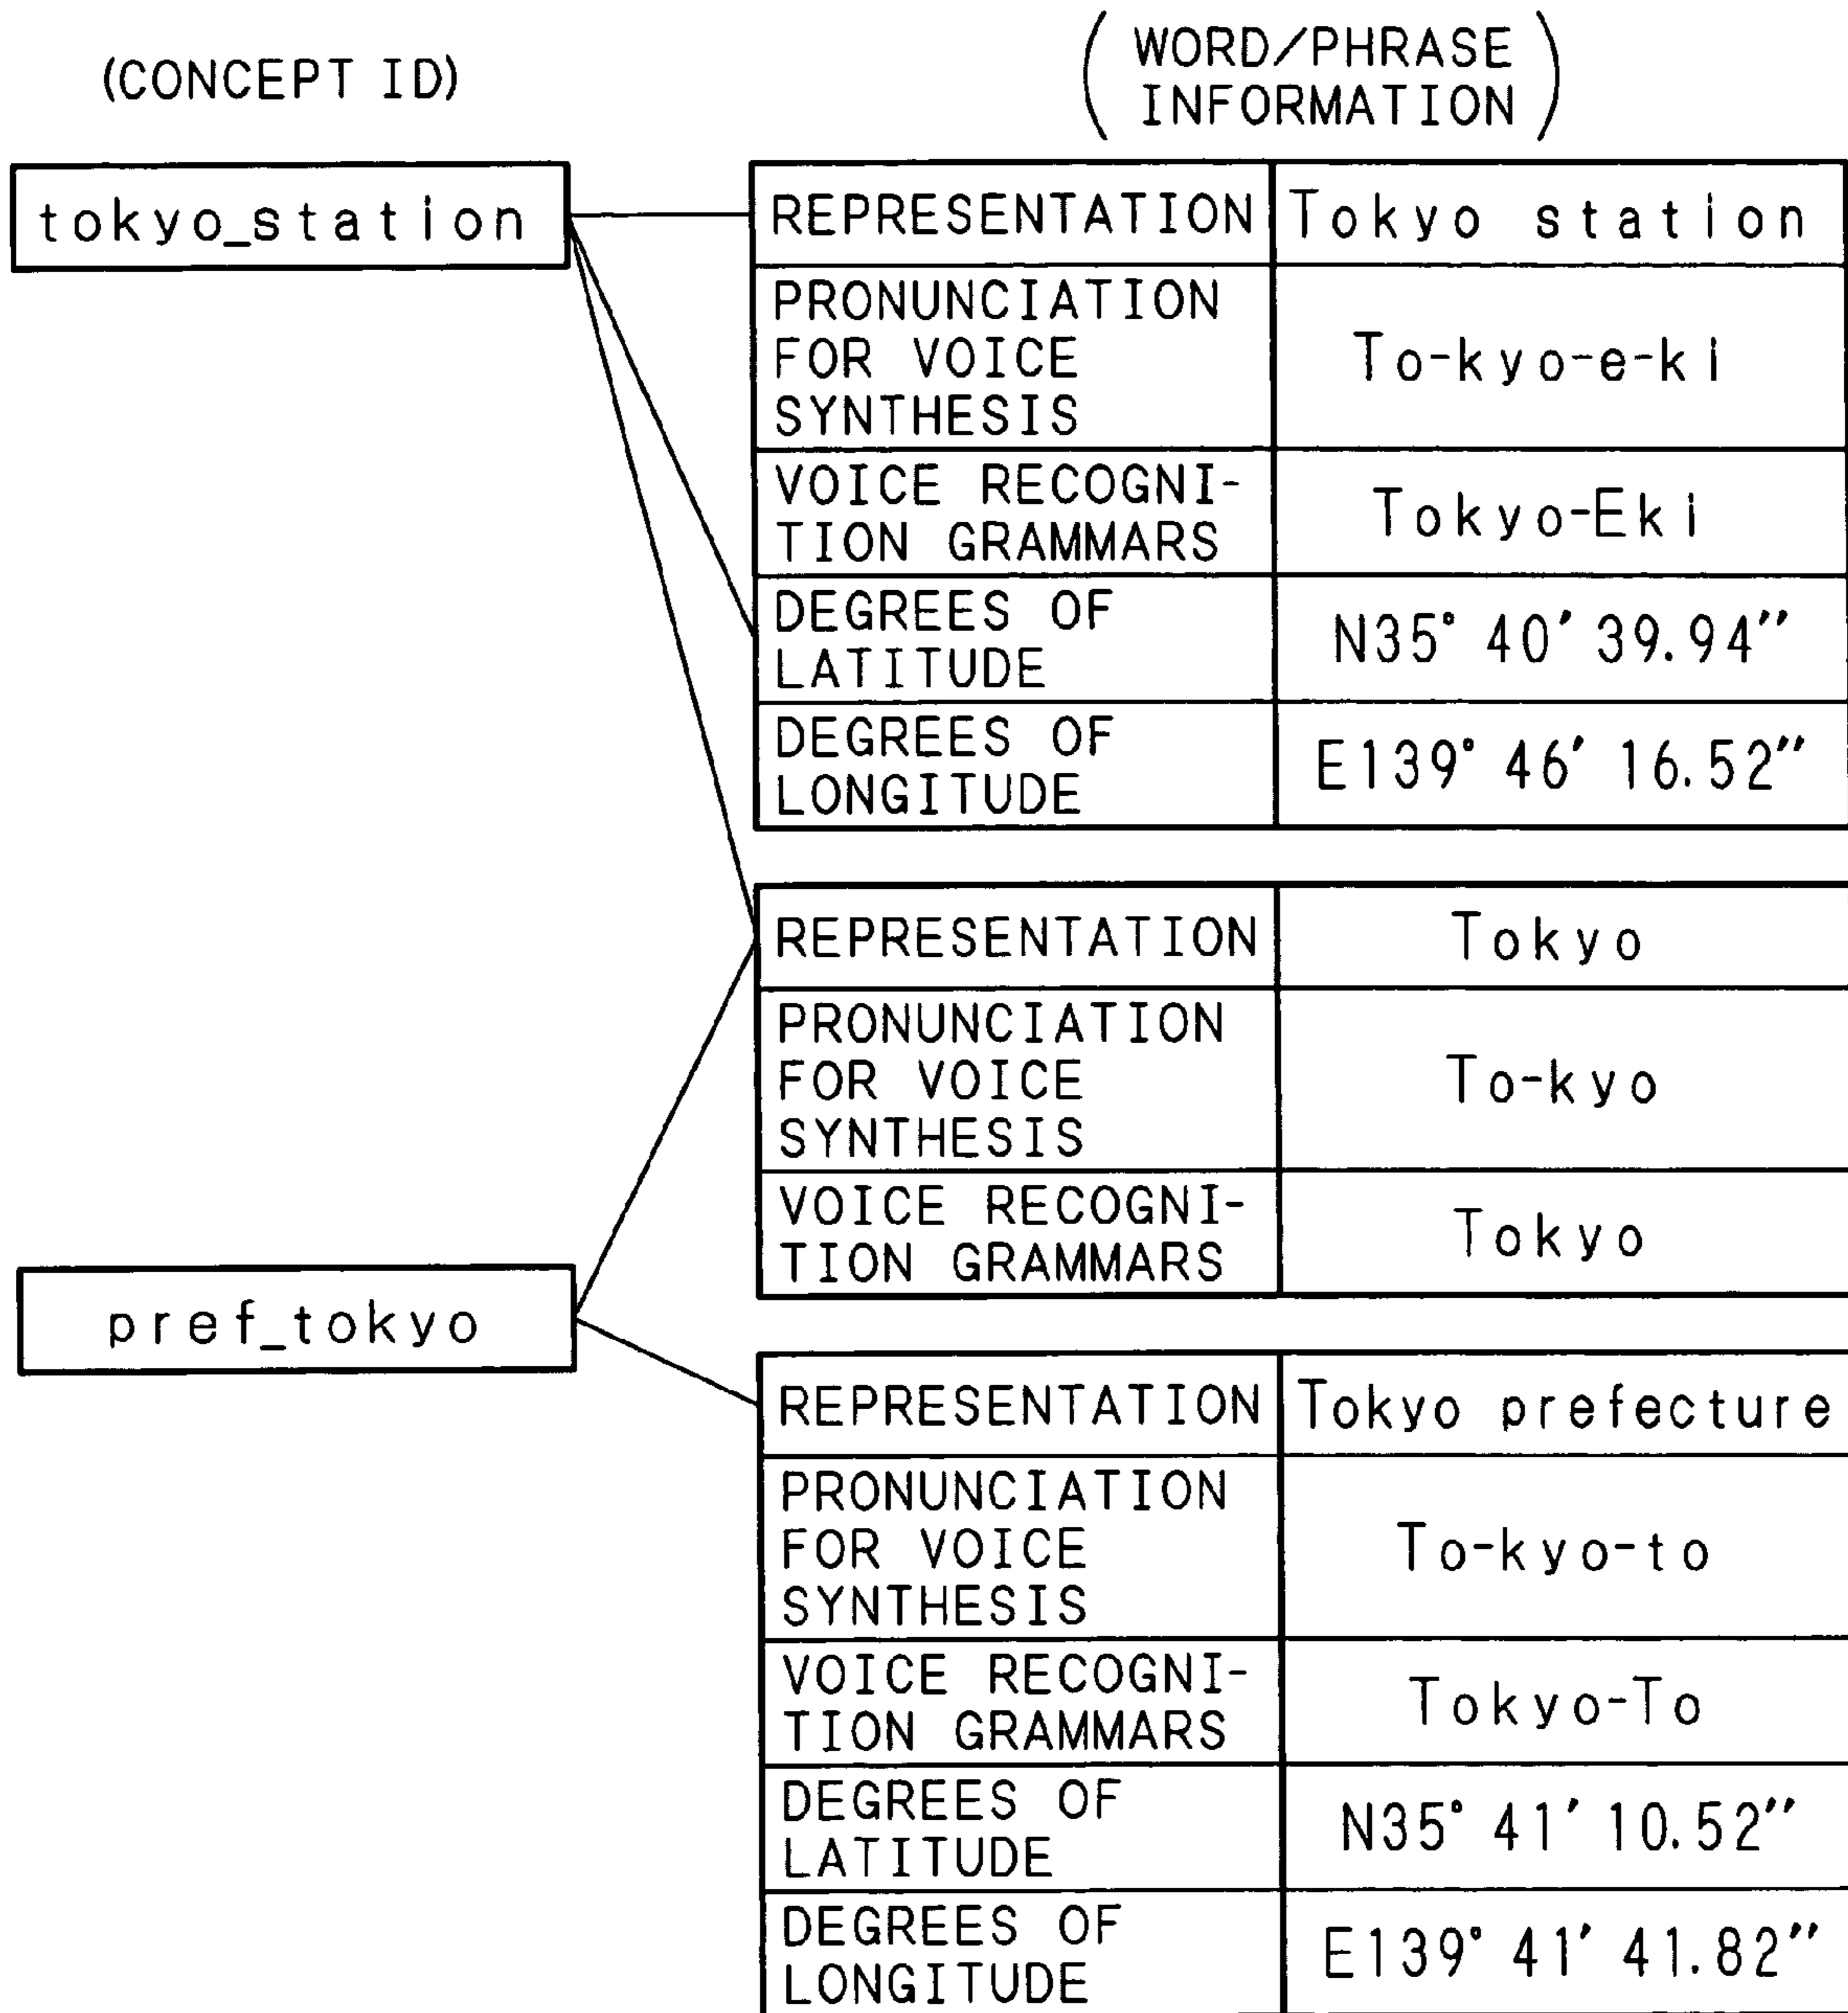 (CONCEPT ID)
(WORD/PHRASE
INFORMATION)
tokyo_station
REPRESENTATION Tokyo station
PRONUNCIATION
FOR VOICE
SYNTHESIS
To-kyo-e-ki
VOICE RECOGNI-
TION GRAMMARS
Tokyo-Eki
DEGREES OF
LATITUDE
N35° 40′ 39.94″
DEGREES OF
LONGITUDE
E139° 46′ 16.52″
REPRESENTATION Tokyo
PRONUNCIATION
FOR VOICE
SYNTHESIS
To-kyo
VOICE RECOGNI-
TION GRAMMARS
Tokyo
pref_tokyo
REPRESENTATION Tokyo prefecture
PRONUNCIATION
FOR VOICE
SYNTHESIS
To-kyo-to
VOICE RECOGNI-
TION GRAMMARS
Tokyo-To
DEGREES OF
LATITUDE
N35° 41′ 10.52″
DEGREES OF
LONGITUDE
E139° 41′ 41.82″